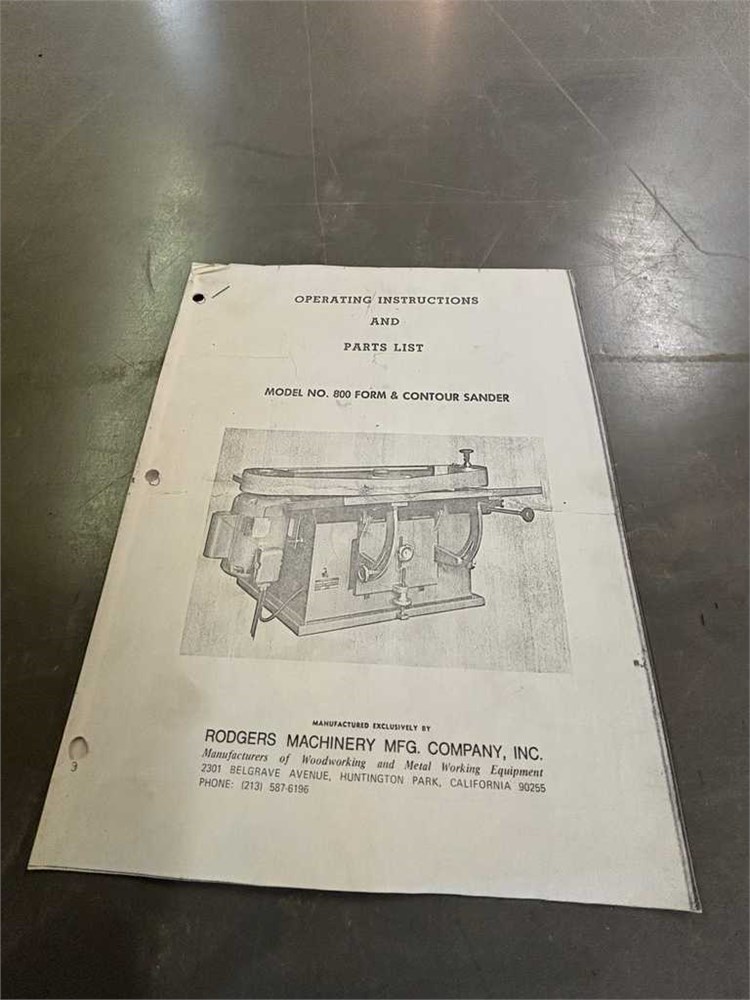 OPERATING INSTRUCTIONS
AND
PARTS LIST
MODEL NO. 800 FORM & CONTOUR SANDER
MANUFACTURED EXCLUSIVELY BY
RODGERS MACHINERY MFG. COMPANY, INC.
Manufacturers of Woodworking and Metal Working Equipment
2301 BELGRAVE AVENUE, HUNTINGTON PARK, CALIFORNIA 90255
PHONE: (213) 587-6196